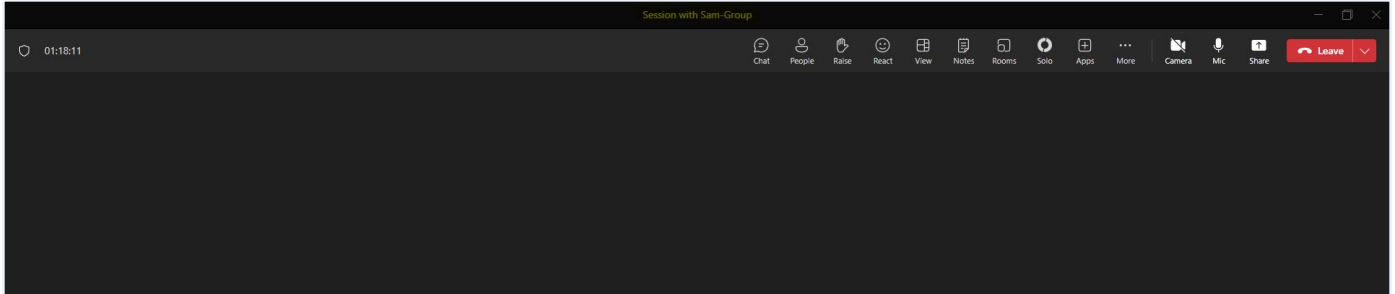 Session with Sam-Group
01:18:11
Chat People Raise React View Notes Rooms Solo Apps More Camera Mic Share Leave